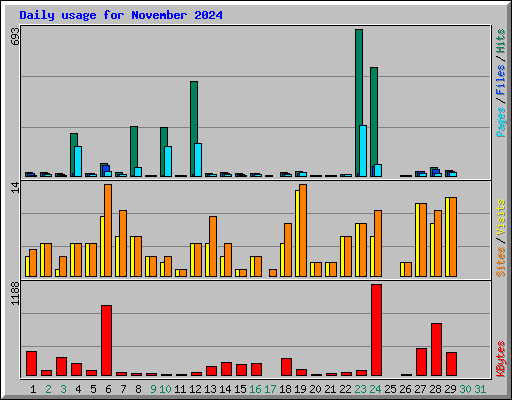 Daily usage for November 2024
693
Pages / Files / Hits
14
Sites / Visits
1188
KBytes
1 2 3 4 5 6 7 8 9 10 11 12 13 14 15 16 17 18 19 20 21 22 23 24 25 26 27 28 29 30 31